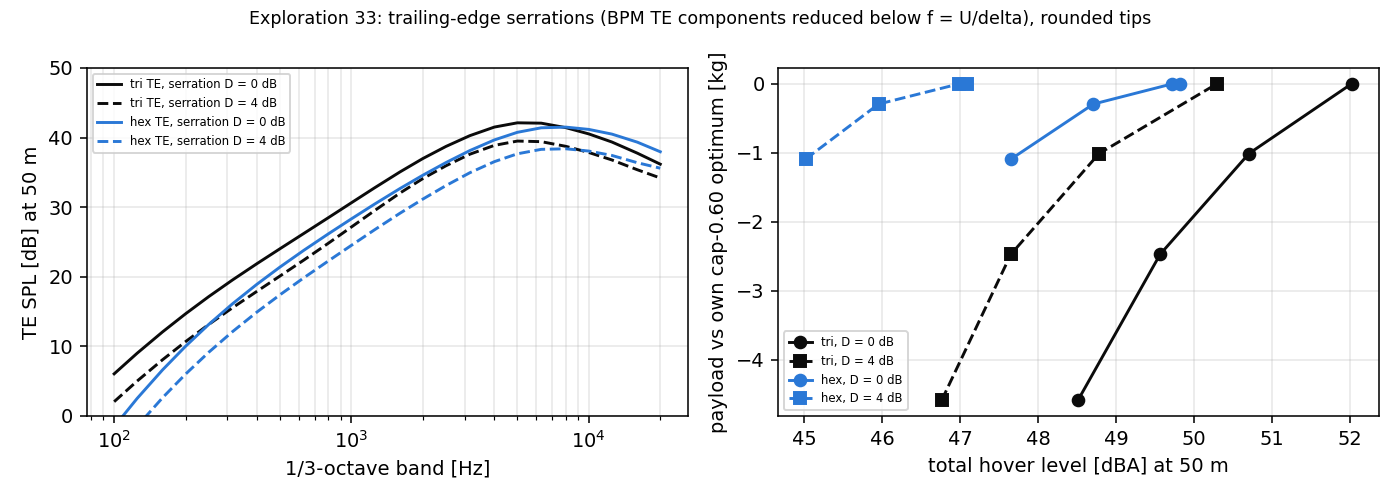 Exploration 33: trailing-edge serrations (BPM TE components reduced below f = U/delta), rounded tips
TE SPL [dB] at 50 m
50
40
30
20
10
0
tri TE, serration D = 0 dB
tri TE, serration D = 4 dB
hex TE, serration D = 0 dB
hex TE, serration D = 4 dB
10²
10³
10⁴
1/3-octave band [Hz]
payload vs own cap-0.60 optimum [kg]
0
−1
−2
−3
−4
tri, D = 0 dB
tri, D = 4 dB
hex, D = 0 dB
hex, D = 4 dB
45
46
47
48
49
50
51
52
total hover level [dBA] at 50 m